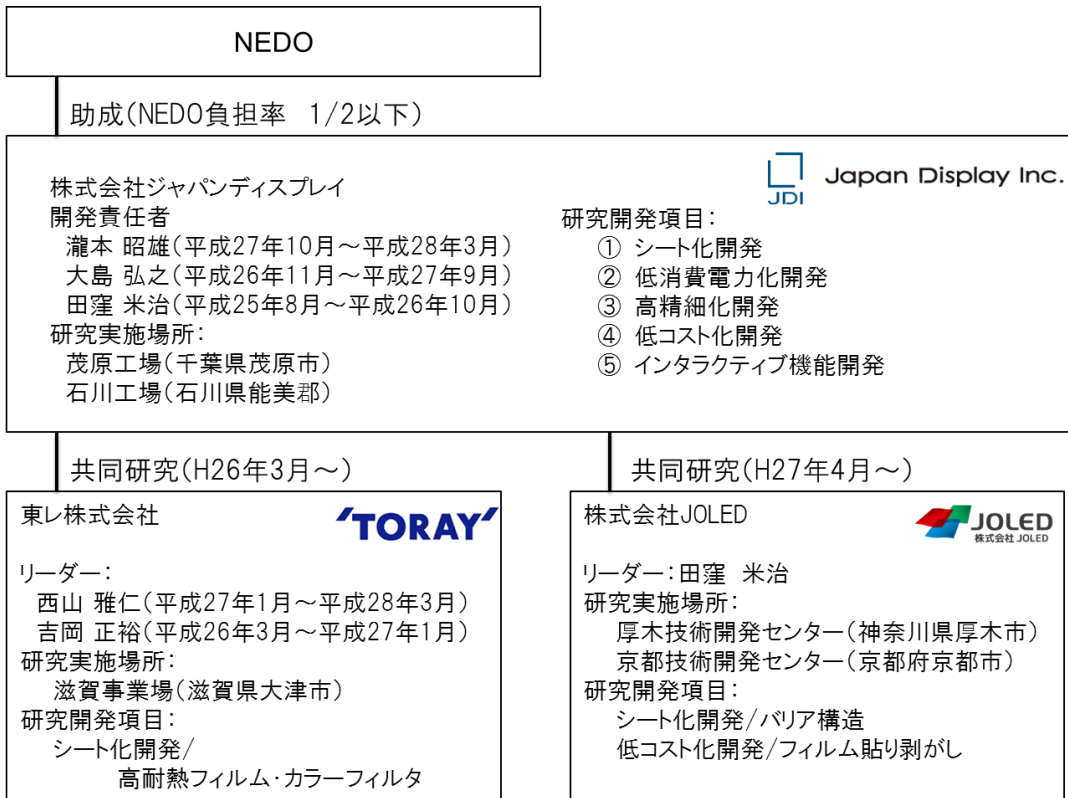 NEDO
助成(NEDO負担率 1/2以下)
株式会社ジャパンディスプレイ
開発責任者
瀧本 昭雄(平成27年10月～平成28年3月)
大島 弘之(平成26年11月～平成27年9月)
田窪 米治(平成25年8月～平成26年10月)
研究実施場所:
茂原工場(千葉県茂原市)
石川工場(石川県能美郡)
JDI
Japan Display Inc.
研究開発項目:
① シート化開発
② 低消費電力化開発
③ 高精細化開発
④ 低コスト化開発
⑤ インタラクティブ機能開発
共同研究(H26年3月～)
東レ株式会社
'TORAY'
リーダー:
西山 雅仁(平成27年1月～平成28年3月)
吉岡 正裕(平成26年3月～平成27年1月)
研究実施場所:
滋賀事業場(滋賀県大津市)
研究開発項目:
シート化開発/
高耐熱フィルム・カラーフィルタ
共同研究(H27年4月～)
株式会社JOLED
JOLED
株式会社 JOLED
リーダー:田窪 米治
研究実施場所:
厚木技術開発センター(神奈川県厚木市)
京都技術開発センター(京都府京都市)
研究開発項目:
シート化開発/バリア構造
低コスト化開発/フィルム貼り剥がし